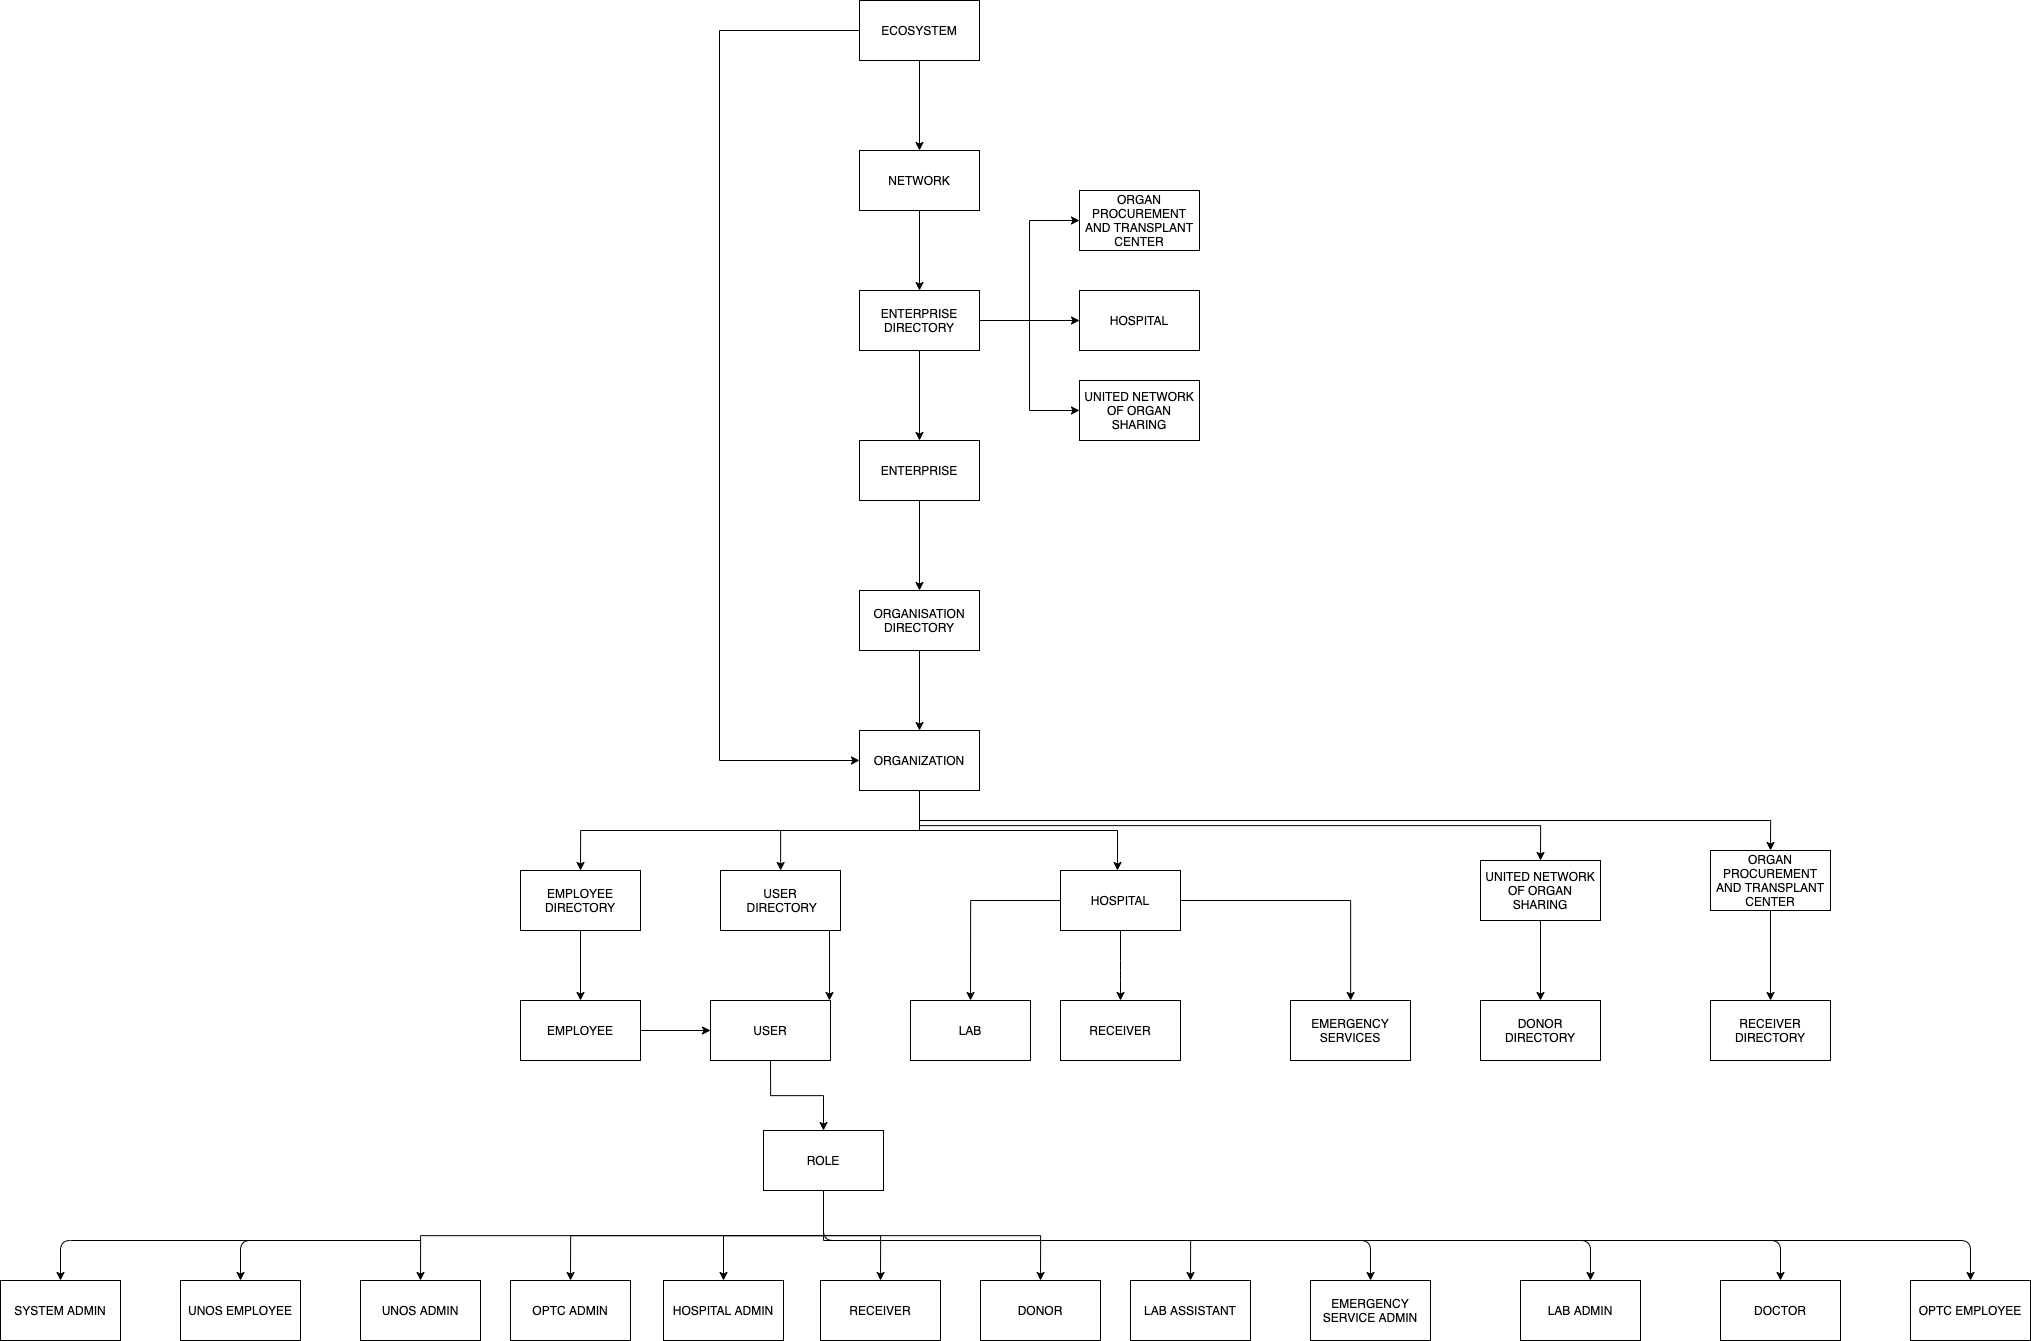 ECOSYSTEM
NETWORK
ORGAN
PROCUREMENT
AND TRANSPLANT
CENTER
ENTERPRISE
DIRECTORY
HOSPITAL
UNITED NETWORK
OF ORGAN
SHARING
ENTERPRISE
ORGANISATION
DIRECTORY
ORGANIZATION
EMPLOYEE
DIRECTORY
USER
DIRECTORY
HOSPITAL
UNITED NETWORK
OF ORGAN
SHARING
ORGAN
PROCUREMENT
AND TRANSPLANT
CENTER
EMPLOYEE
USER
LAB
RECEIVER
EMERGENCY
SERVICES
DONOR
DIRECTORY
RECEIVER
DIRECTORY
ROLE
SYSTEM ADMIN
UNOS EMPLOYEE
UNOS ADMIN
OPTC ADMIN
HOSPITAL ADMIN
RECEIVER
DONOR
LAB ASSISTANT
EMERGENCY
SERVICE ADMIN
LAB ADMIN
DOCTOR
OPTC EMPLOYEE